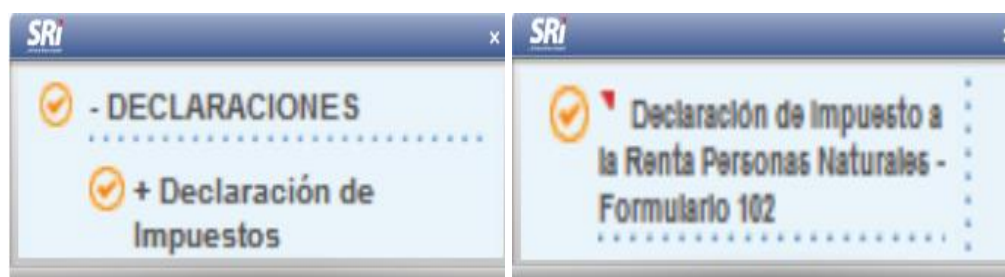 SRi
x
- DECLARACIONES
+ Declaración de
Impuestos
SRi
Declaración de Impuesto a
la Renta Personas Naturales -
Formulario 102